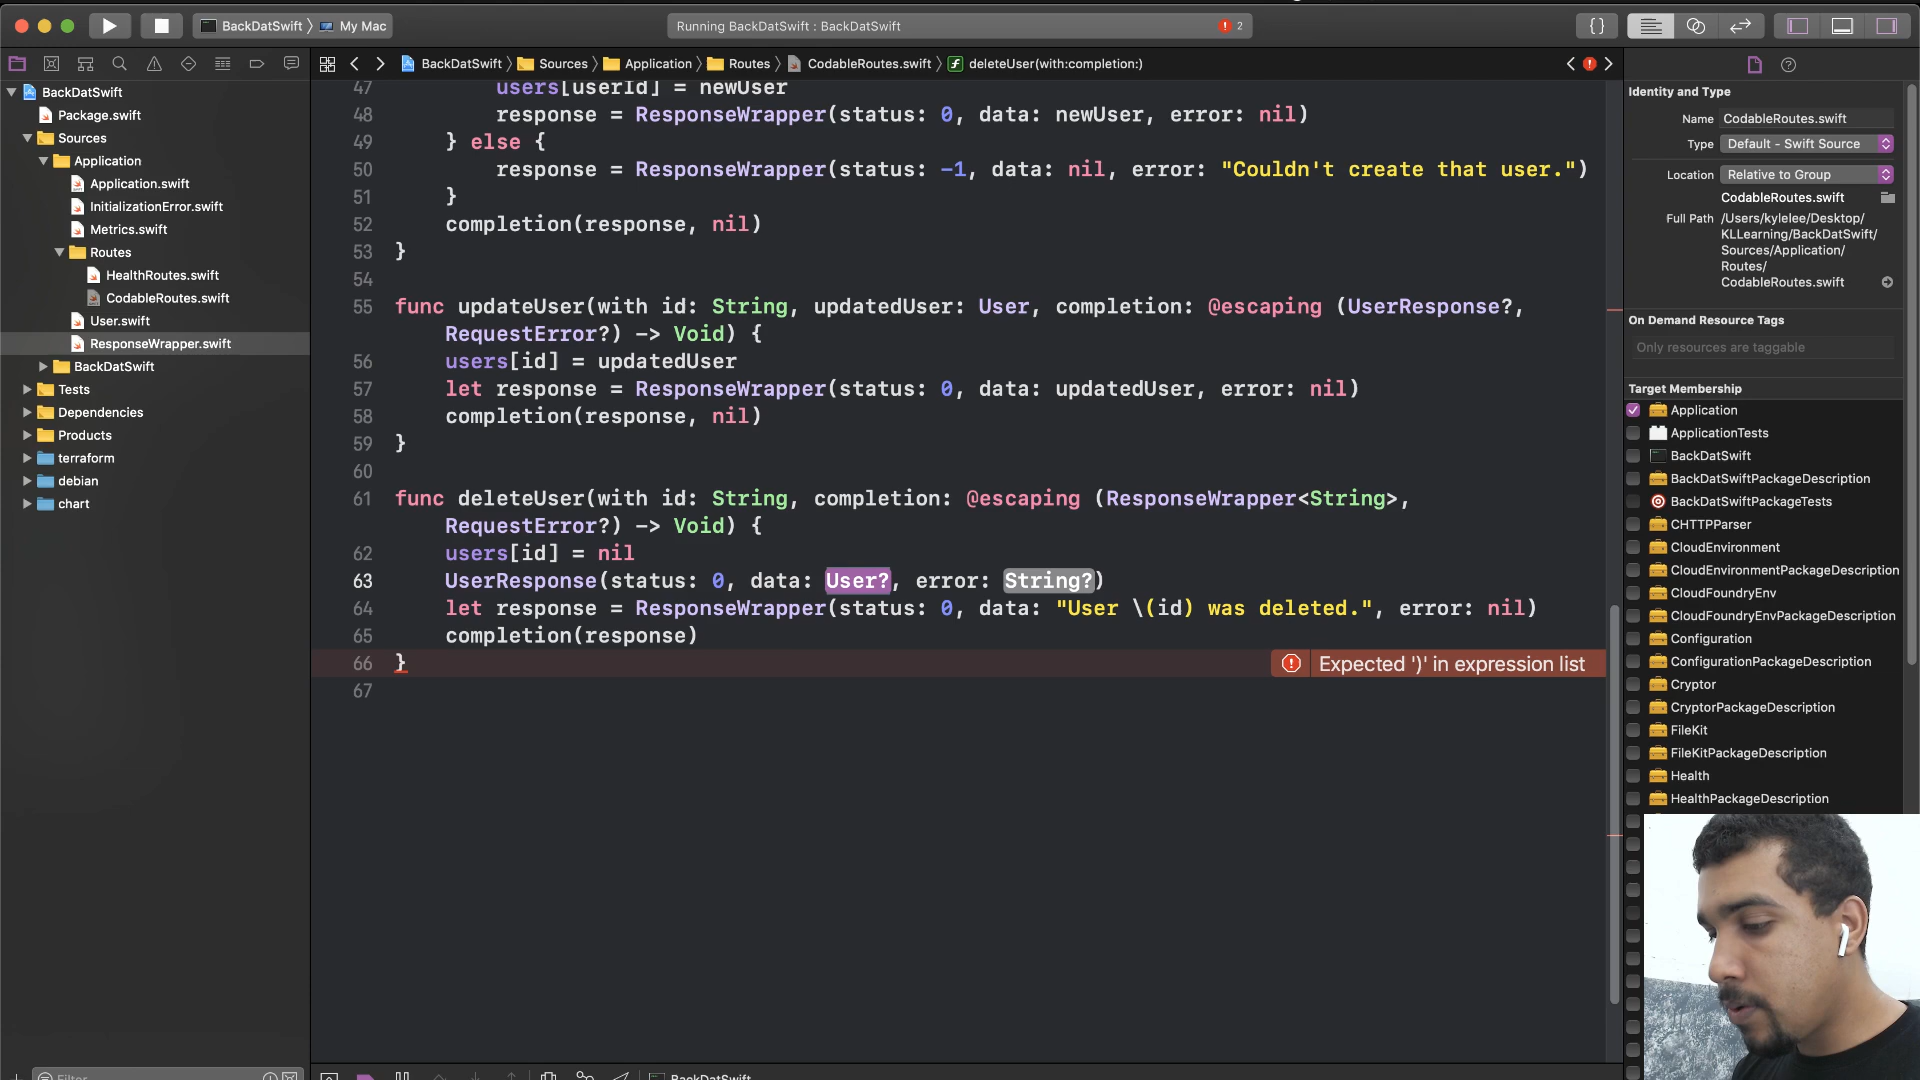 BackDatSwift
My Mac
Running BackDatSwift : BackDatSwift
2
BackDatSwift
Sources
Application
Routes
CodableRoutes.swift
deleteUser(with:completion:)
BackDatSwift
Package.swift
Sources
Application
Application.swift
InitializationError.swift
Metrics.swift
Routes
HealthRoutes.swift
CodableRoutes.swift
User.swift
ResponseWrapper.swift
BackDatSwift
Tests
Dependencies
Products
terraform
debian
chart
Filter
47 users[userId] = newUser
48 response = ResponseWrapper(status: 0, data: newUser, error: nil)
49 } else {
50 response = ResponseWrapper(status: -1, data: nil, error: "Couldn't create that user.")
51 }
52 completion(response, nil)
53 }
54
55 func updateUser(with id: String, updatedUser: User, completion: @escaping (UserResponse?,
RequestError?) -> Void) {
56 users[id] = updatedUser
57 let response = ResponseWrapper(status: 0, data: updatedUser, error: nil)
58 completion(response, nil)
59 }
60
61 func deleteUser(with id: String, completion: @escaping (ResponseWrapper<String>,
RequestError?) -> Void) {
62 users[id] = nil
63 UserResponse(status: 0, data: User?, error: String?)
64 let response = ResponseWrapper(status: 0, data: "User \(id) was deleted.", error: nil)
65 completion(response)
66 } Expected ')' in expression list
67
BackDatSwift
Identity and Type
Name CodableRoutes.swift
Type Default - Swift Source
Location Relative to Group
CodableRoutes.swift
Full Path /Users/kylelee/Desktop/
KLLearning/BackDatSwift/
Sources/Application/
Routes/
CodableRoutes.swift
On Demand Resource Tags
Only resources are taggable
Target Membership
Application
ApplicationTests
BackDatSwift
BackDatSwiftPackageDescription
BackDatSwiftPackageTests
CHTTPParser
CloudEnvironment
CloudEnvironmentPackageDescription
CloudFoundryEnv
CloudFoundryEnvPackageDescription
Configuration
ConfigurationPackageDescription
Cryptor
CryptorPackageDescription
FileKit
FileKitPackageDescription
Health
HealthPackageDescription